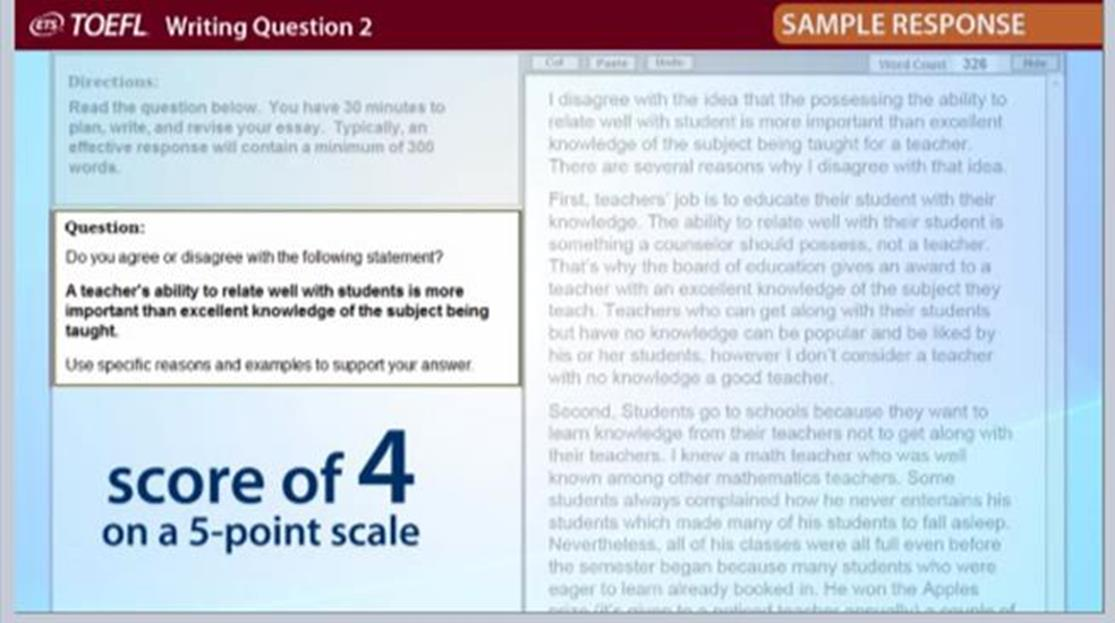 ETS TOEFL Writing Question 2
SAMPLE RESPONSE
Directions:
Read the question below. You have 30 minutes to
plan, write, and revise your essay. Typically, an
effective response will contain a minimum of 300
words.
Question:
Do you agree or disagree with the following statement?
A teacher's ability to relate well with students is more
important than excellent knowledge of the subject being
taught.
Use specific reasons and examples to support your answer.
score of 4
on a 5-point scale
Cut Paste Undo Word Count 326 Hide
I disagree with the idea that the possessing the ability to
relate well with student is more important than excellent
knowledge of the subject being taught for a teacher.
There are several reasons why I disagree with that idea.
First, teachers' job is to educate their student with their
knowledge. The ability to relate well with their student is
something a counselor should possess, not a teacher.
That's why the board of education gives an award to a
teacher with an excellent knowledge of the subject they
teach. Teachers who can get along with their students
but have no knowledge can be popular and be liked by
his or her students, however I don't consider a teacher
with no knowledge a good teacher.
Second, Students go to schools because they want to
learn knowledge from their teachers not to get along with
their teachers. I knew a math teacher who was well
known among other mathematics teachers. Some
students always complained how he never entertains his
students which made many of his students to fall asleep.
Nevertheless, all of his classes were all full even before
the semester began because many students who were
eager to learn already booked in. He won the Apples
prize (it's given to a noticed teacher annually) a couple of